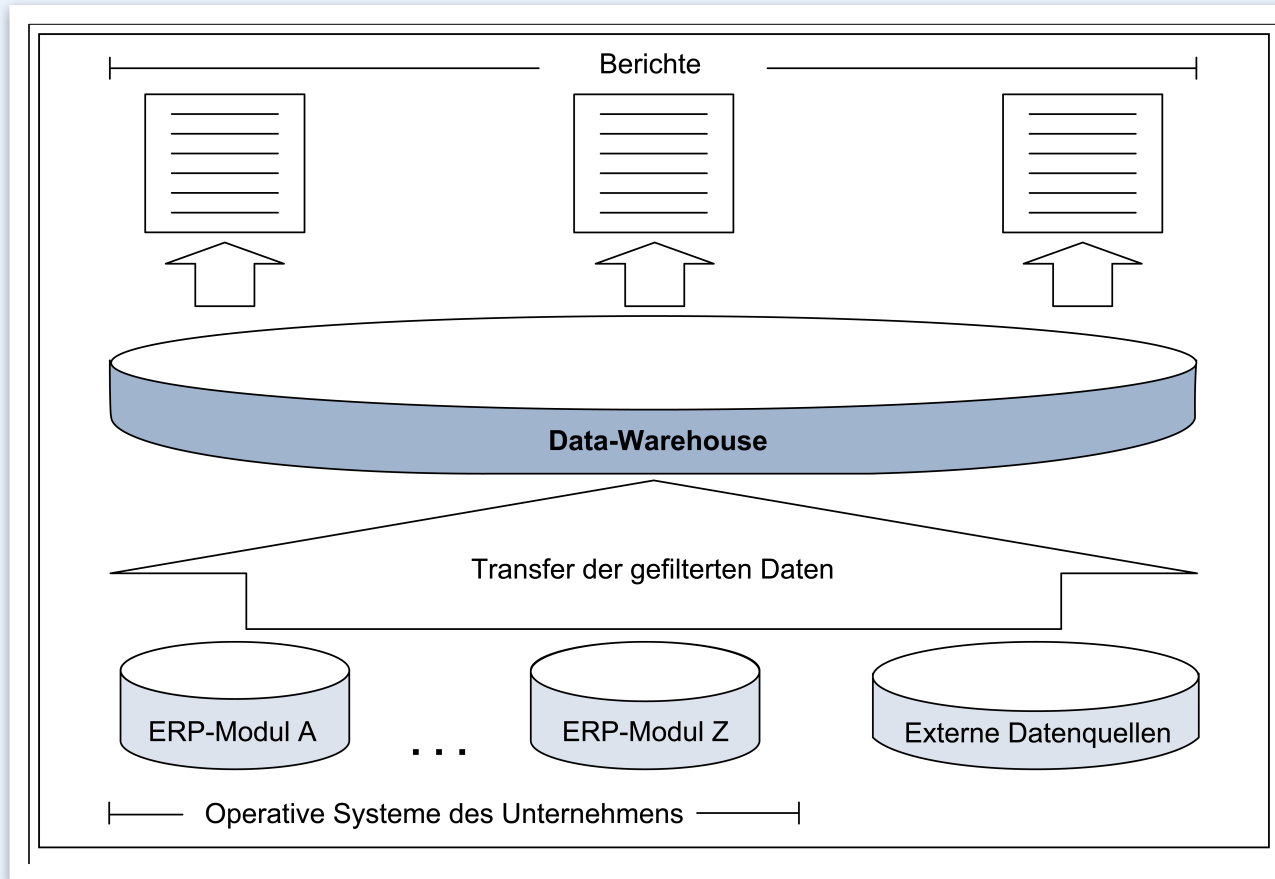 Berichte
Data-Warehouse
Transfer der gefilterten Daten
ERP-Modul A
. . .
ERP-Modul Z
Externe Datenquellen
Operative Systeme des Unternehmens